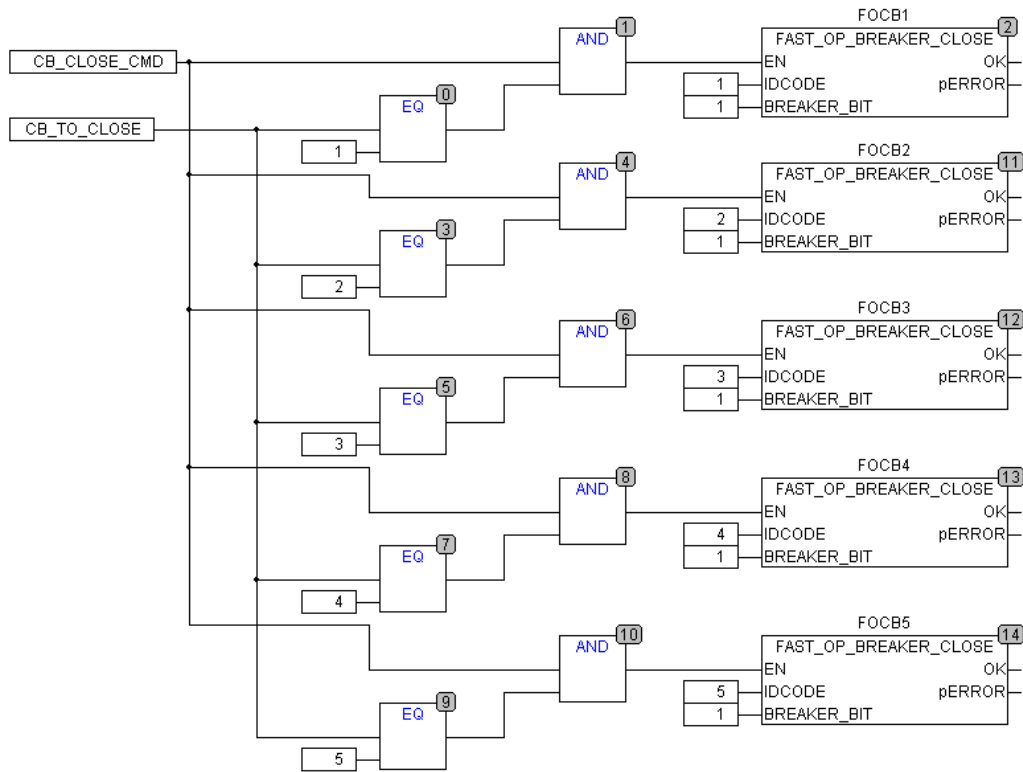 FOCB1
AND 1
FAST_OP_BREAKER_CLOSE 2
CB_CLOSE_CMD
EN OK
1 IDCODE pERROR
1 BREAKER_BIT
EQ 0
CB_TO_CLOSE
1
FOCB2
AND 4
FAST_OP_BREAKER_CLOSE 11
EN OK
2 IDCODE pERROR
1 BREAKER_BIT
EQ 3
2
FOCB3
AND 6
FAST_OP_BREAKER_CLOSE 12
EN OK
3 IDCODE pERROR
1 BREAKER_BIT
EQ 5
3
FOCB4
AND 8
FAST_OP_BREAKER_CLOSE 13
EN OK
4 IDCODE pERROR
1 BREAKER_BIT
EQ 7
4
FOCB5
AND 10
FAST_OP_BREAKER_CLOSE 14
EN OK
5 IDCODE pERROR
1 BREAKER_BIT
EQ 9
5